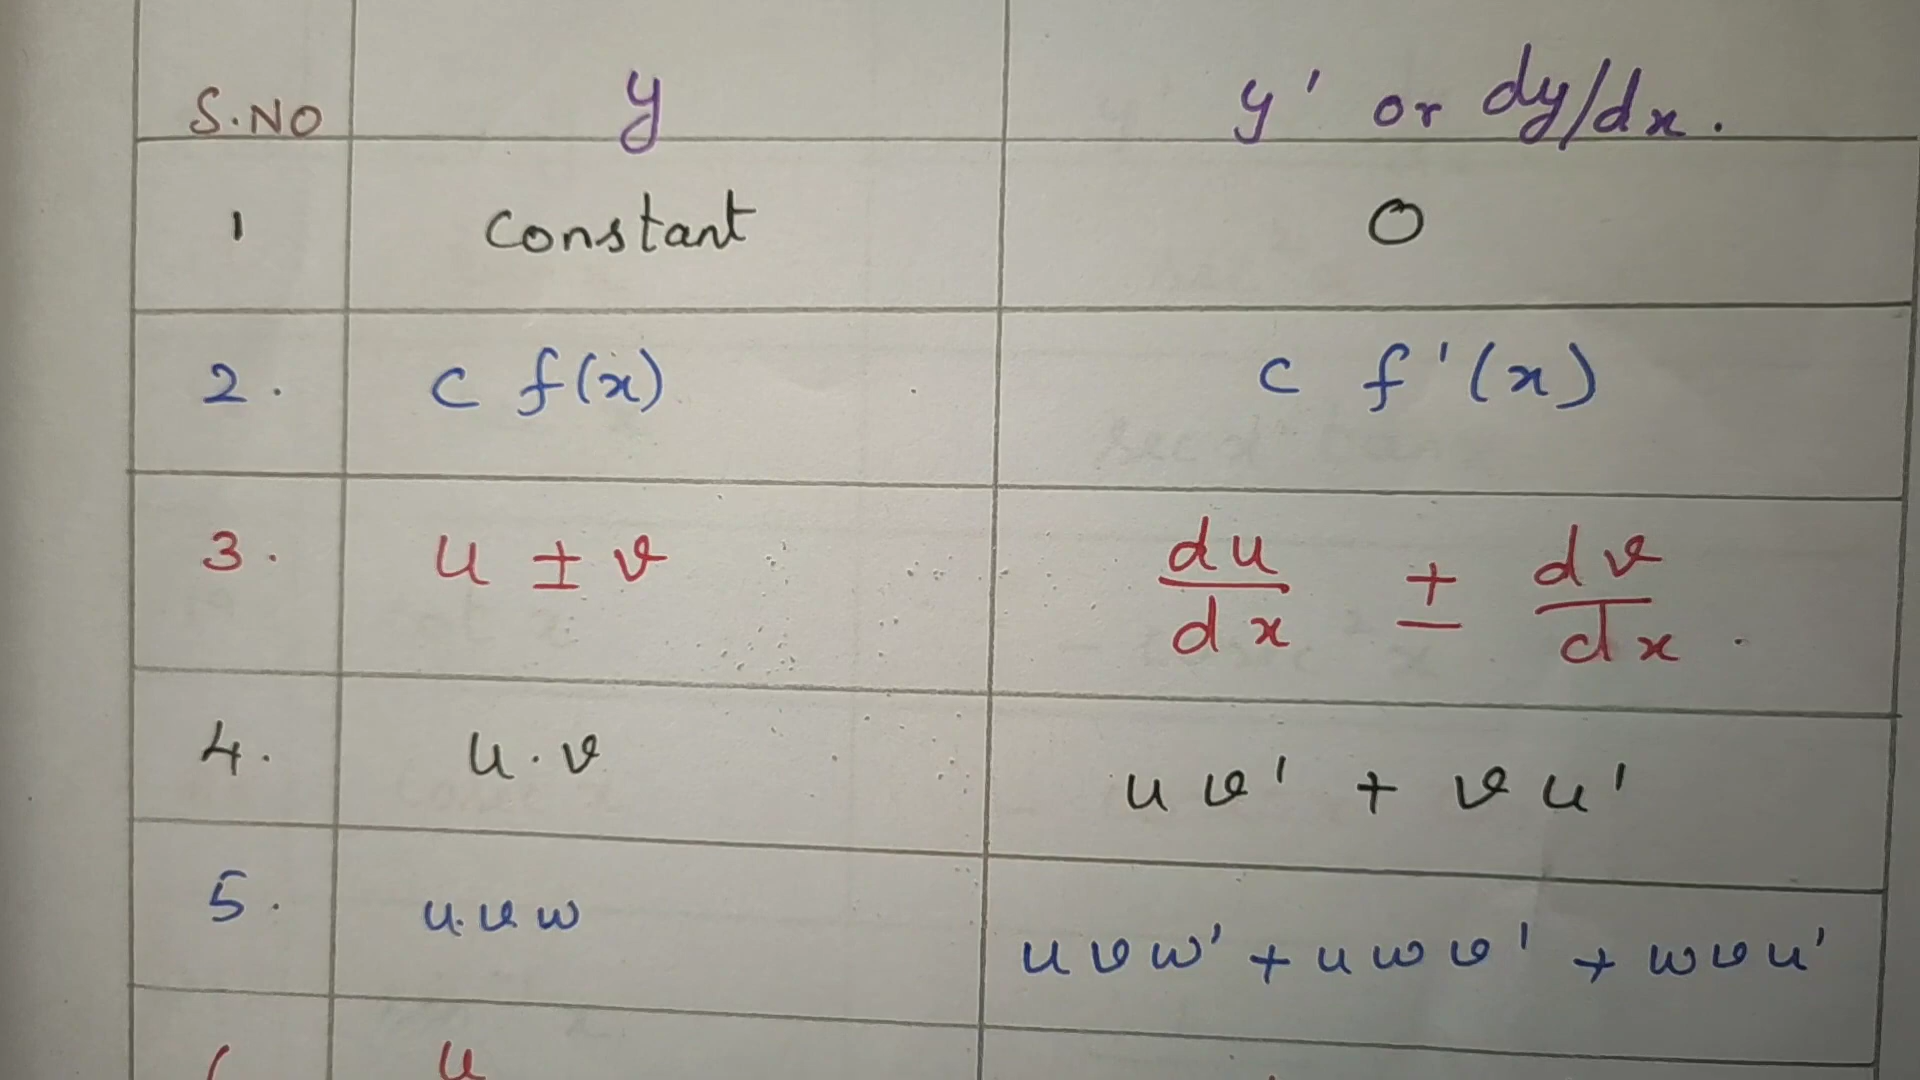 S.NO y y' or dy/dx.
1 constant 0
2. c f(x) c f'(x)
3. u ± v du/dx ± dv/dx.
4. u.v uv' + vu'
5. u.vw uvw' + uwv' + wvu'
u